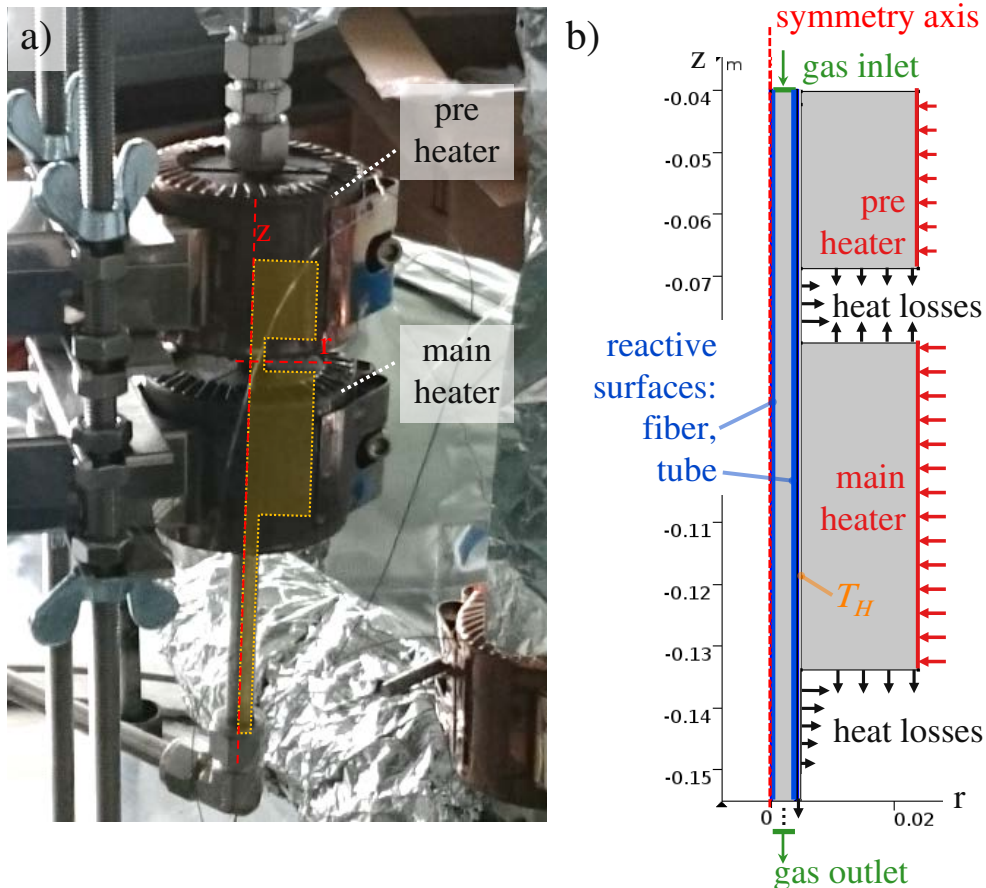 a)
pre
heater
z
r
main
heater
b)
symmetry axis
z
m
gas inlet
-0.04
-0.05
pre
heater
-0.06
-0.07
heat losses
reactive
surfaces:
fiber,
tube
main
heater
-0.11
-0.12
T_H
-0.13
-0.14
heat losses
-0.15
r
0
0.02
gas outlet